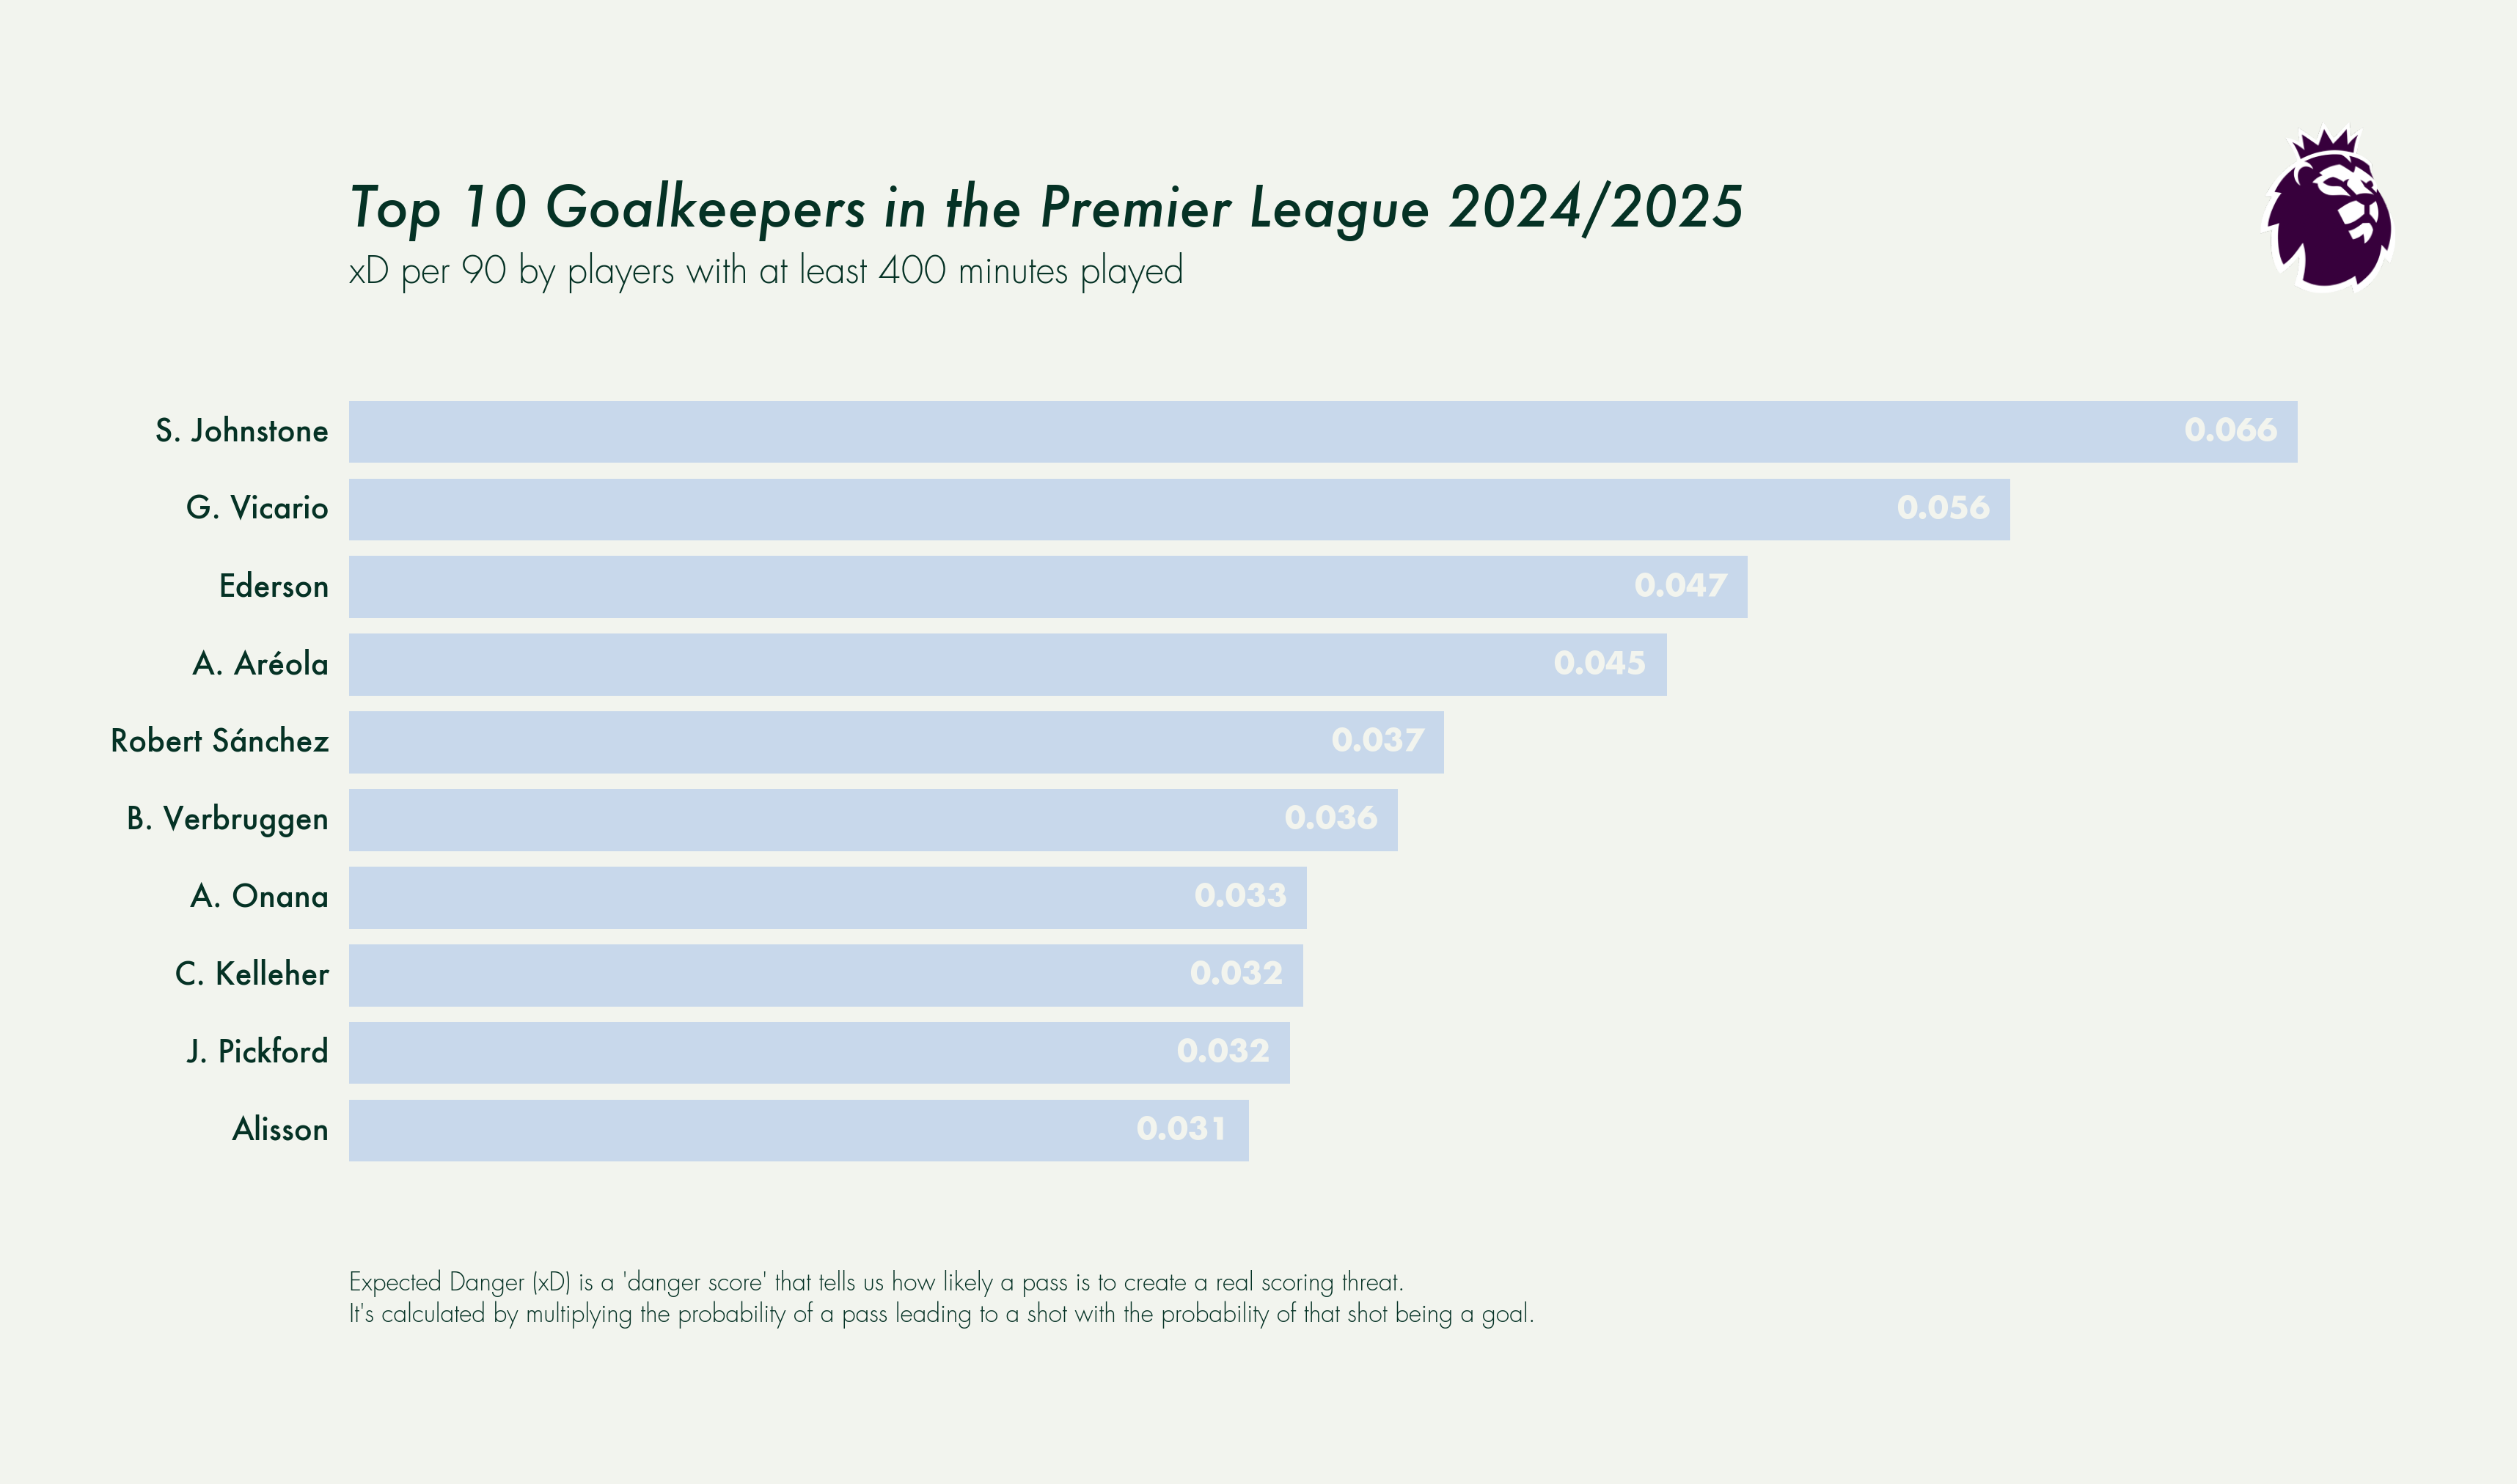 Top 10 Goalkeepers in the Premier League 2024/2025
xD per 90 by players with at least 400 minutes played
S. Johnstone 0.066
G. Vicario 0.056
Ederson 0.047
A. Aréola 0.045
Robert Sánchez 0.037
B. Verbruggen 0.036
A. Onana 0.033
C. Kelleher 0.032
J. Pickford 0.032
Alisson 0.031
Expected Danger (xD) is a 'danger score' that tells us how likely a pass is to create a real scoring threat.
It's calculated by multiplying the probability of a pass leading to a shot with the probability of that shot being a goal.